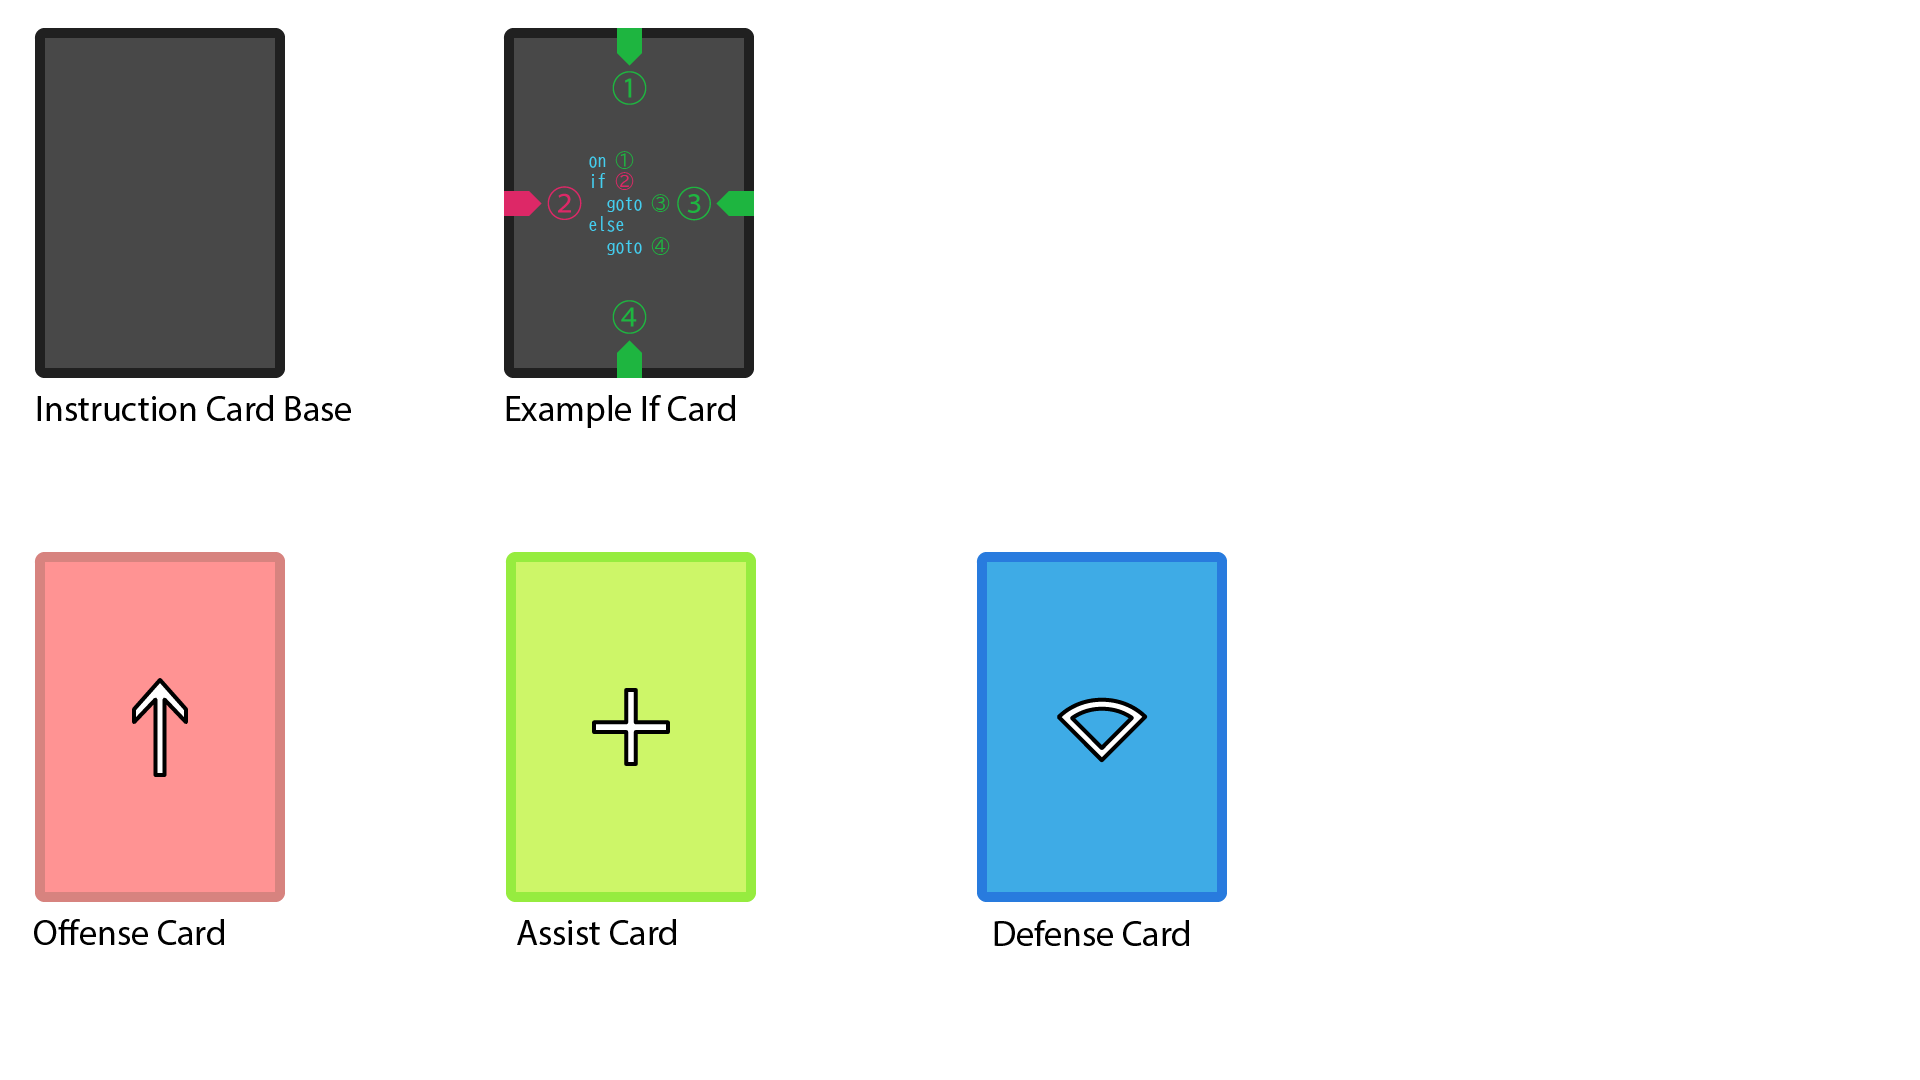 ①
on ①
if ②
② goto ③ ③
else
goto ④
④
Instruction Card Base
Example If Card
Offense Card
Assist Card
Defense Card